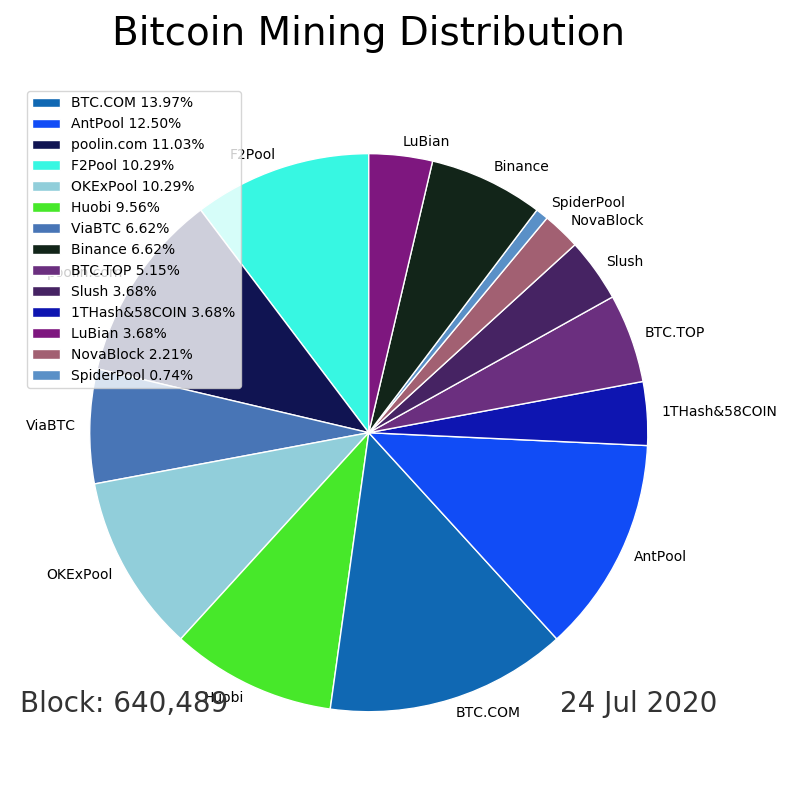 Bitcoin Mining Distribution
BTC.COM 13.97%
AntPool 12.50%
poolin.com 11.03%
F2Pool 10.29%
OKExPool 10.29%
Huobi 9.56%
ViaBTC 6.62%
Binance 6.62%
BTC.TOP 5.15%
Slush 3.68%
1THash&58COIN 3.68%
LuBian 3.68%
NovaBlock 2.21%
SpiderPool 0.74%
F2Pool
LuBian
Binance
SpiderPool
NovaBlock
Slush
BTC.TOP
1THash&58COIN
AntPool
BTC.COM
Huobi
OKExPool
ViaBTC
Block: 640,489
24 Jul 2020